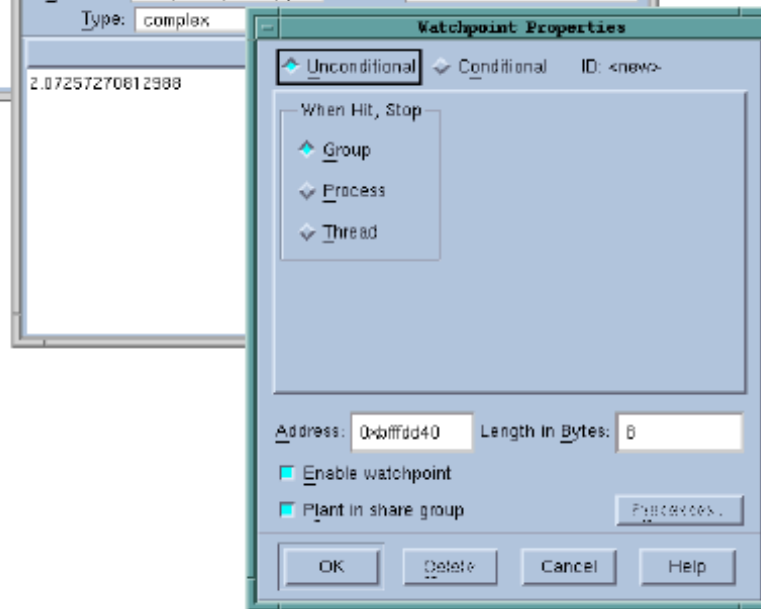 Type: complex
2.07257270812988
Watchpoint Properties
Unconditional Conditional ID: <new>
When Hit, Stop
Group
Process
Thread
Address: 0xbfffdd40 Length in Bytes: 8
Enable watchpoint
Plant in share group Processes...
OK Delete Cancel Help